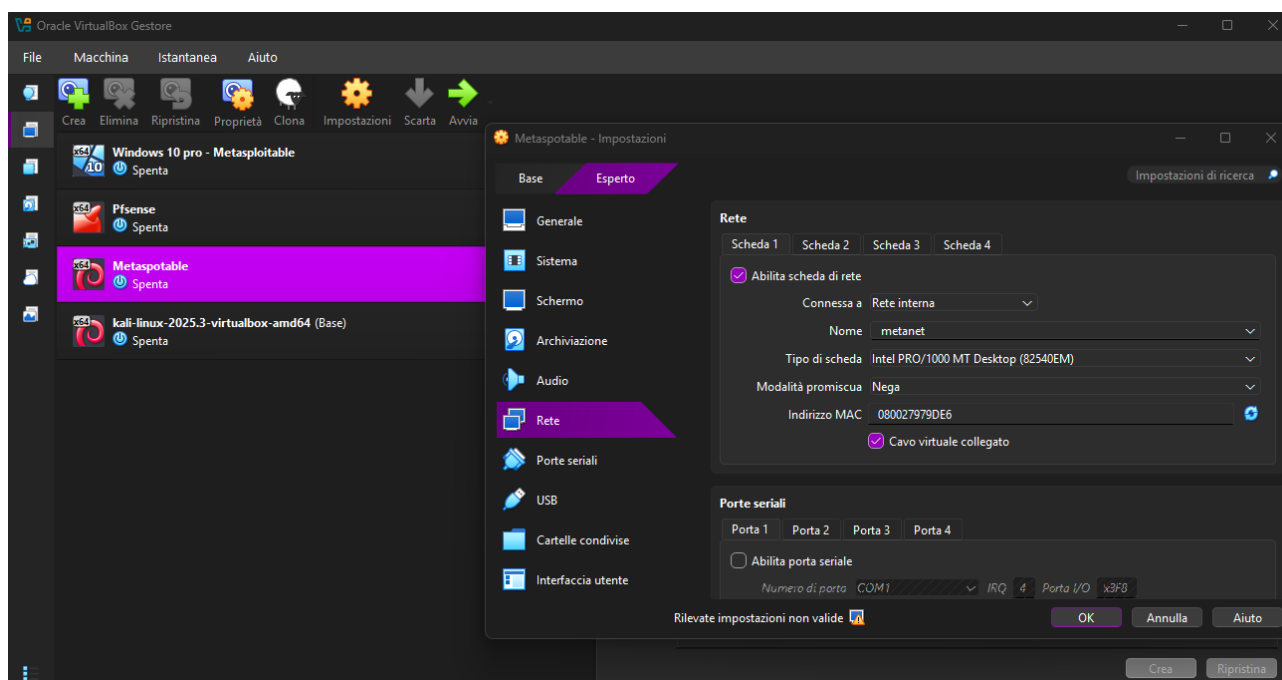 Oracle VirtualBox Gestore
File Macchina Istantanea Aiuto
Crea Elimina Ripristina Proprietà Clona Impostazioni Scarta Avvia
x64 10 Windows 10 pro - Metasploitable
Spenta
x64 Pfsense
Spenta
x64 Metaspotable
Spenta
x64 kali-linux-2025.3-virtualbox-amd64 (Base)
Spenta
Metaspotable - Impostazioni
Base Esperto
Impostazioni di ricerca
Generale
Sistema
Schermo
Archiviazione
Audio
Rete
Porte seriali
USB
Cartelle condivise
Interfaccia utente
Rete
Scheda 1 Scheda 2 Scheda 3 Scheda 4
Abilita scheda di rete
Connessa a Rete interna
Nome metanet
Tipo di scheda Intel PRO/1000 MT Desktop (82540EM)
Modalità promiscua Nega
Indirizzo MAC 080027979DE6
Cavo virtuale collegato
Porte seriali
Porta 1 Porta 2 Porta 3 Porta 4
Abilita porta seriale
Numero di porta COM1 IRQ 4 Porta I/O x3F8
Rilevate impostazioni non valide OK Annulla Aiuto
Crea Ripristina